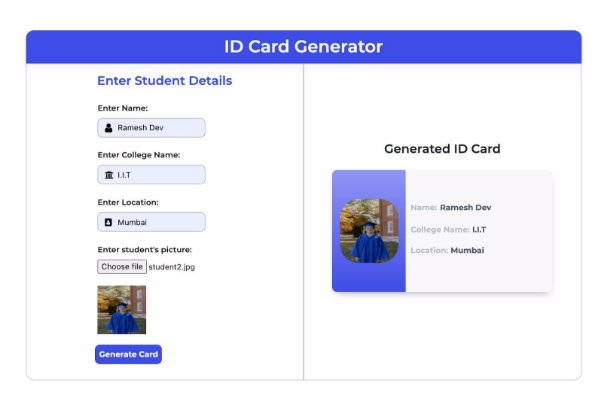 ID Card Generator
Enter Student Details
Enter Name:
Ramesh Dev
Enter College Name:
I.I.T
Enter Location:
Mumbai
Enter student's picture:
Choose file student2.jpg
Generate Card
Generated ID Card
Name: Ramesh Dev
College Name: I.I.T
Location: Mumbai